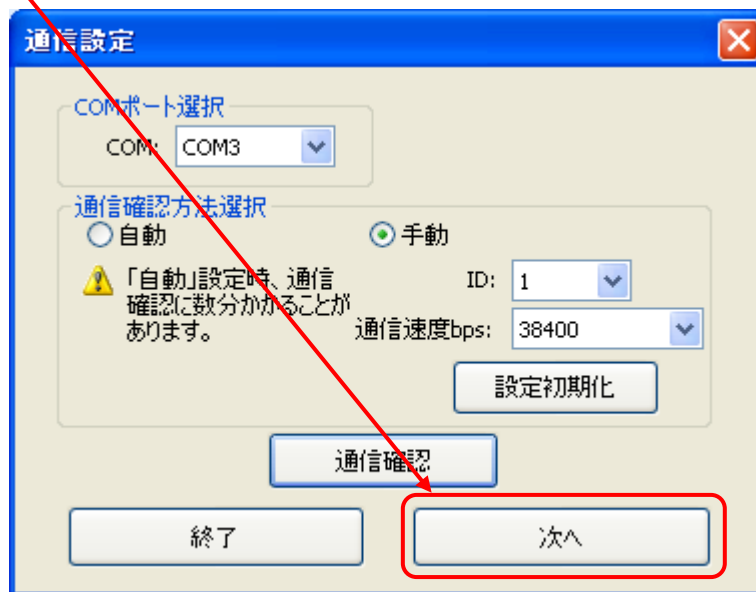 通信設定
COMポート選択
COM: COM3
通信確認方法選択
自動 手動
「自動」設定時、通信
確認に数分かかることが
あります。
ID: 1
通信速度bps: 38400
設定初期化
通信確認
終了 次へ